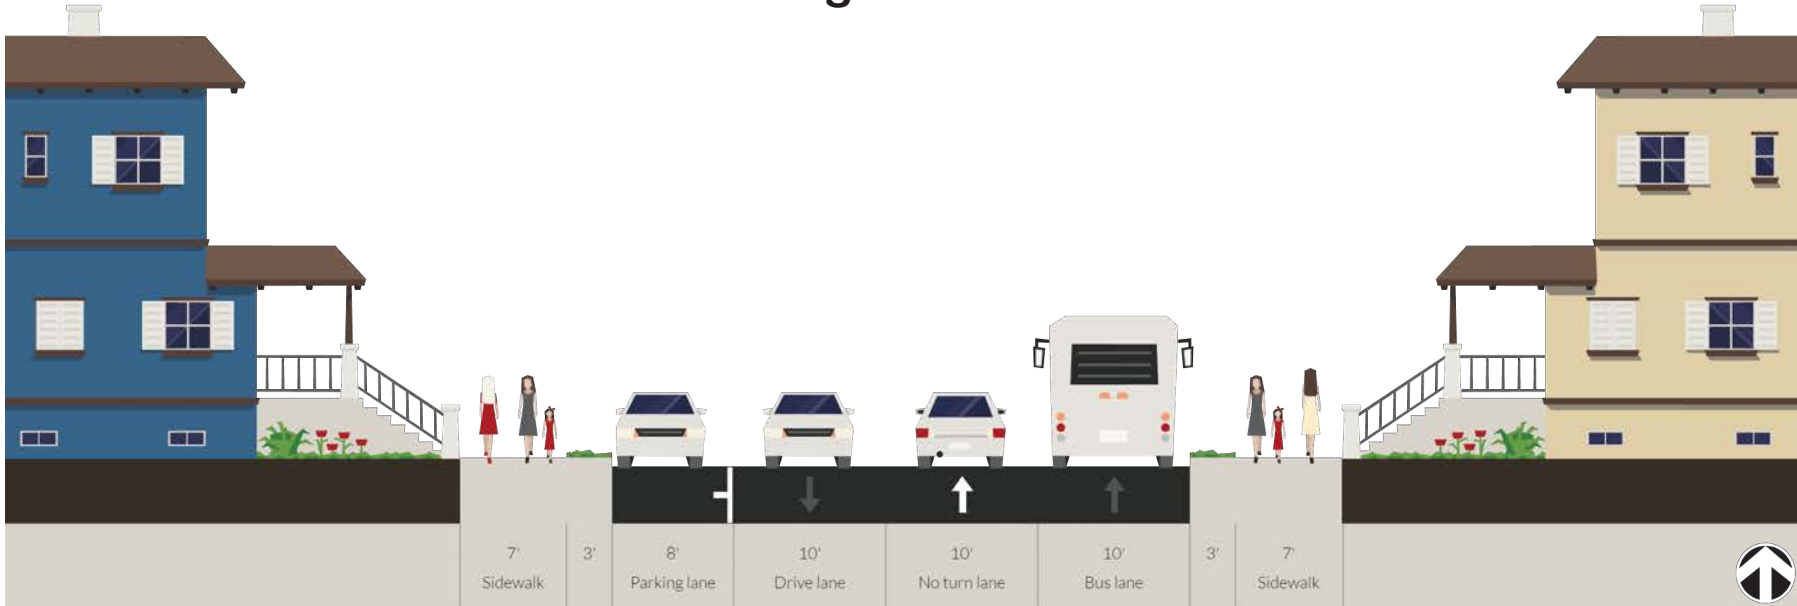 g
7' 3' 8' 10' 10' 10' 3' 7'
Sidewalk Parking lane Drive lane No turn lane Bus lane Sidewalk